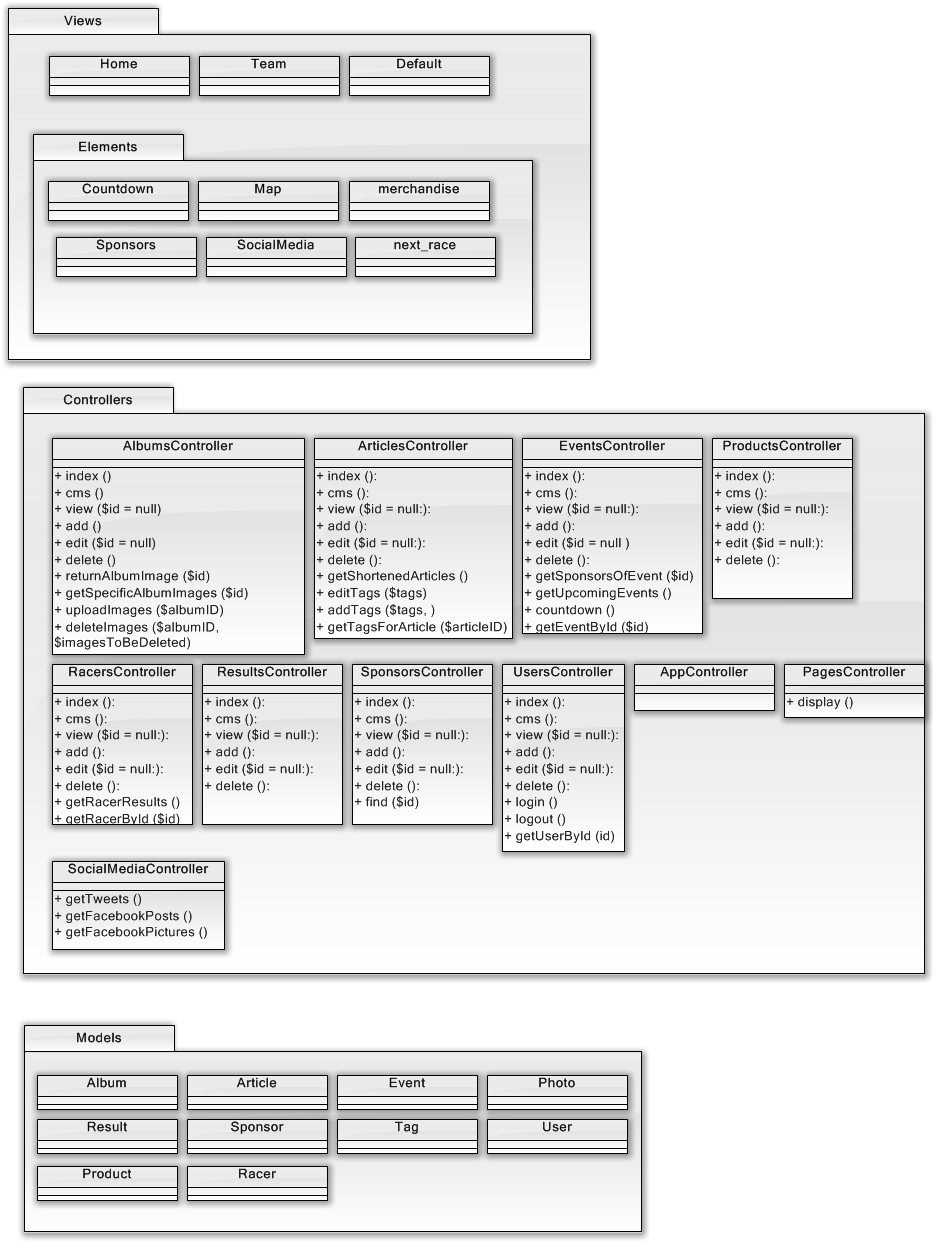 Views
Home
Team
Default
Elements
Countdown
Map
merchandise
Sponsors
SocialMedia
next_race
Controllers
AlbumsController
+ index ()
+ cms ()
+ view ($id = null)
+ add ()
+ edit ($id = null)
+ delete ()
+ returnAlbumImage ($id)
+ getSpecificAlbumImages ($id)
+ uploadImages ($albumID)
+ deleteImages ($albumID,
$imagesToBeDeleted)
ArticlesController
+ index ():
+ cms ():
+ view ($id = null:):
+ add ():
+ edit ($id = null:):
+ delete ():
+ getShortenedArticles ()
+ editTags ($tags)
+ addTags ($tags, )
+ getTagsForArticle ($articleID)
EventsController
+ index ():
+ cms ():
+ view ($id = null:):
+ add ():
+ edit ($id = null )
+ delete ():
+ getSponsorsOfEvent ($id)
+ getUpcomingEvents ()
+ countdown ()
+ getEventById ($id)
ProductsController
+ index ():
+ cms ():
+ view ($id = null:):
+ add ():
+ edit ($id = null:):
+ delete ():
RacersController
+ index ():
+ cms ():
+ view ($id = null:):
+ add ():
+ edit ($id = null:):
+ delete ():
+ getRacerResults ()
+ getRacerById ($id)
ResultsController
+ index ():
+ cms ():
+ view ($id = null:):
+ add ():
+ edit ($id = null:):
+ delete ():
SponsorsController
+ index ():
+ cms ():
+ view ($id = null:):
+ add ():
+ edit ($id = null:):
+ delete ():
+ find ($id)
UsersController
+ index ():
+ cms ():
+ view ($id = null:):
+ add ():
+ edit ($id = null:):
+ delete ():
+ login ()
+ logout ()
+ getUserById (id)
AppController
PagesController
+ display ()
SocialMediaController
+ getTweets ()
+ getFacebookPosts ()
+ getFacebookPictures ()
Models
Album
Article
Event
Photo
Result
Sponsor
Tag
User
Product
Racer